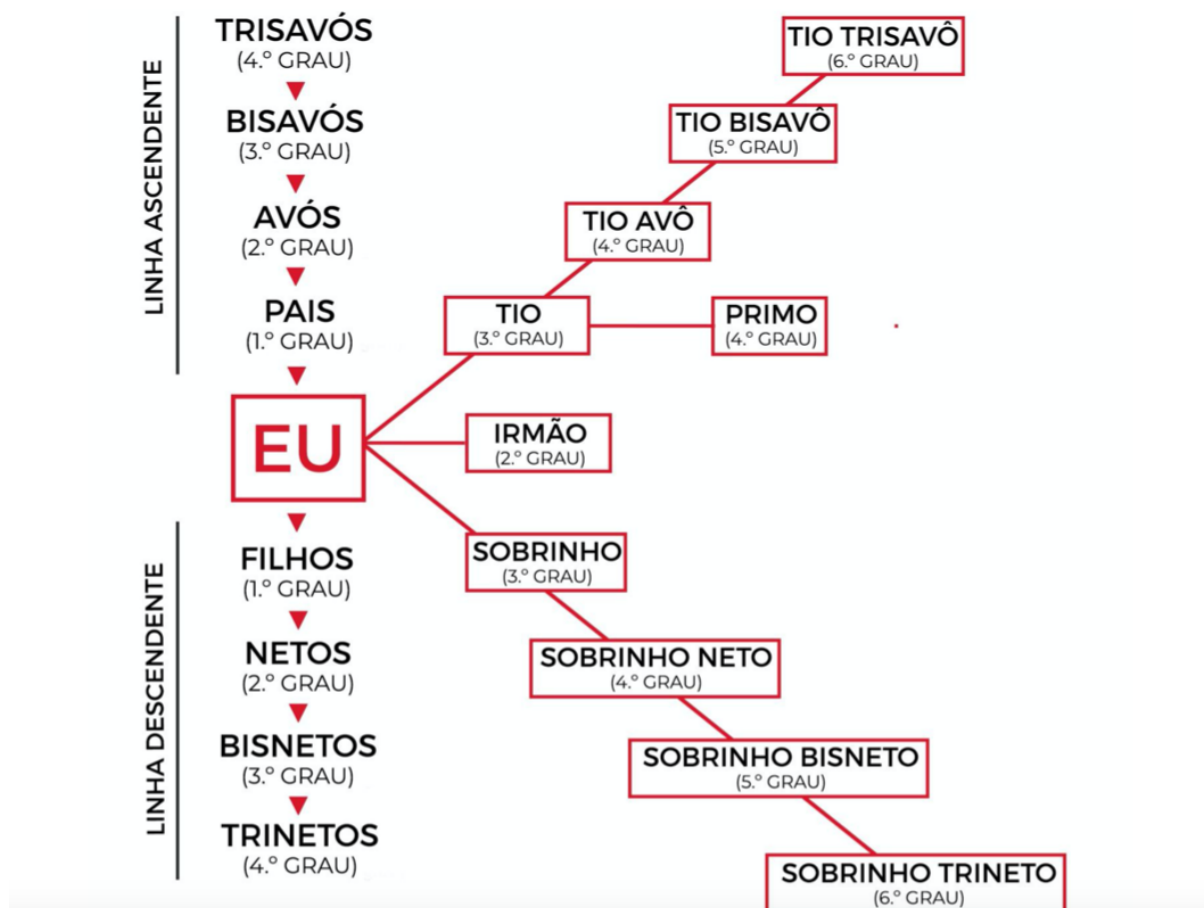 LINHA ASCENDENTE
TRISAVÓS
(4.º GRAU)
BISAVÓS
(3.º GRAU)
AVÓS
(2.º GRAU)
PAIS
(1.º GRAU)
EU
LINHA DESCENDENTE
FILHOS
(1.º GRAU)
NETOS
(2.º GRAU)
BISNETOS
(3.º GRAU)
TRINETOS
(4.º GRAU)
TIO TRISAVÔ
(6.º GRAU)
TIO BISAVÔ
(5.º GRAU)
TIO AVÔ
(4.º GRAU)
TIO
(3.º GRAU)
PRIMO
(4.º GRAU)
IRMÃO
(2.º GRAU)
SOBRINHO
(3.º GRAU)
SOBRINHO NETO
(4.º GRAU)
SOBRINHO BISNETO
(5.º GRAU)
SOBRINHO TRINETO
(6.º GRAU)